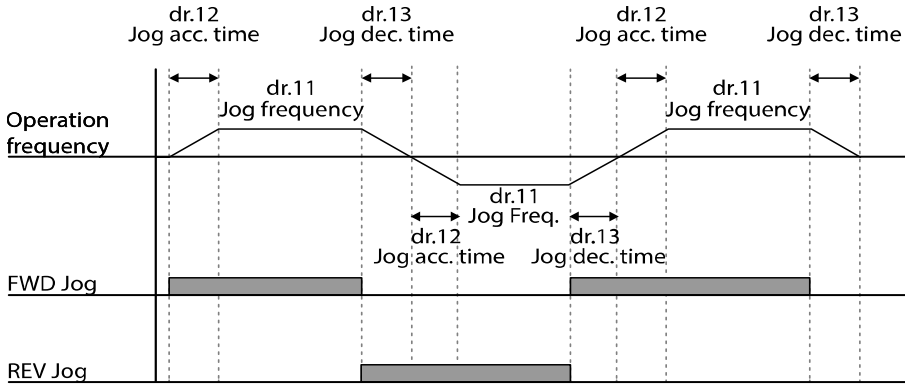 dr.12
Jog acc. time
dr.13
Jog dec. time
dr.12
Jog acc. time
dr.13
Jog dec. time
dr.11
Jog frequency
dr.11
Jog frequency
Operation
frequency
dr.11
Jog Freq.
dr.12
Jog acc. time
dr.13
Jog dec. time
FWD Jog
REV Jog